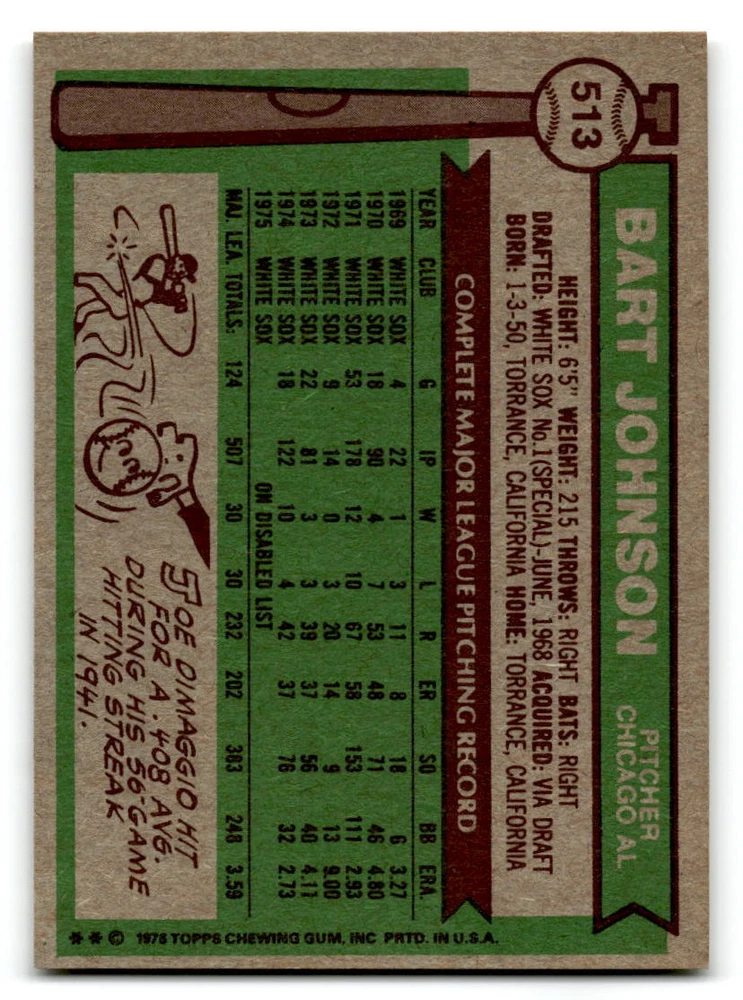 513
BART JOHNSON
PITCHER
CHICAGO AL
HEIGHT: 6'5" WEIGHT: 215 THROWS: RIGHT BATS: RIGHT
DRAFTED: WHITE SOX No.1(SPECIAL)-JUNE, 1968 ACQUIRED: VIA DRAFT
BORN: 1-3-50, TORRANCE, CALIFORNIA HOME: TORRANCE, CALIFORNIA
COMPLETE MAJOR LEAGUE PITCHING RECORD
YEAR CLUB G IP W L R ER SO BB ERA.
1969 WHITE SOX 4 22 1 3 11 8 18 6 3.27
1970 WHITE SOX 18 90 4 7 53 48 71 46 4.80
1971 WHITE SOX 53 178 12 10 67 58 153 111 2.93
1972 WHITE SOX 9 14 0 3 20 14 9 13 9.00
1973 WHITE SOX 22 81 3 3 39 37 56 40 4.11
1974 WHITE SOX 18 122 10 4 42 37 76 32 2.73
1975 WHITE SOX ON DISABLED LIST
MAJ. LEA. TOTALS: 124 507 30 30 232 202 383 248 3.59
JOE DIMAGGIO HIT
FOR A .408 AVG.
DURING HIS 56-GAME
HITTING STREAK
IN 1941.
** © 1976 TOPPS CHEWING GUM, INC PRTD. IN U.S.A.